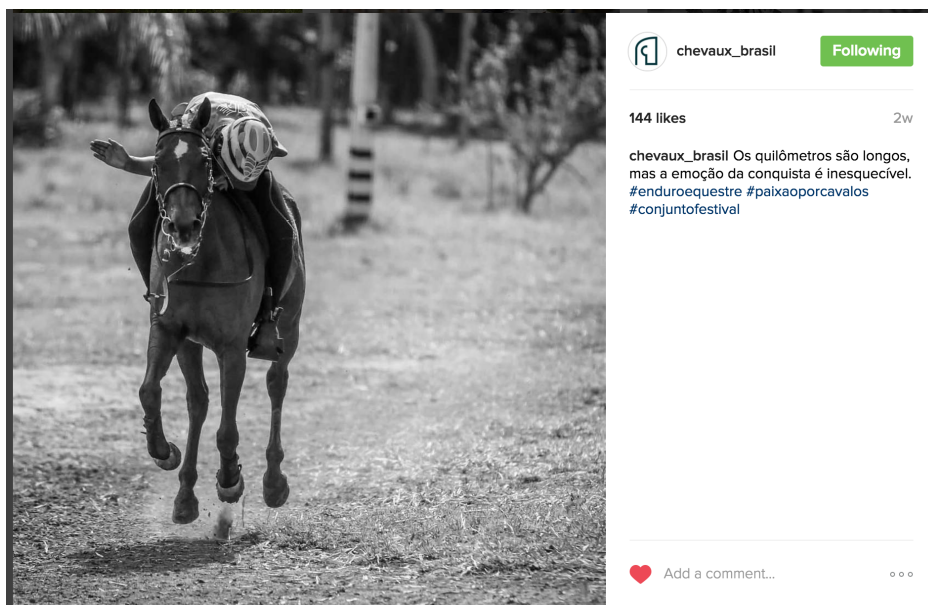 chevaux_brasil
Following
144 likes
2w
chevaux_brasil Os quilômetros são longos,
mas a emoção da conquista é inesquecível.
#enduroequestre #paixaoporcavalos
#conjuntofestival
Add a comment...